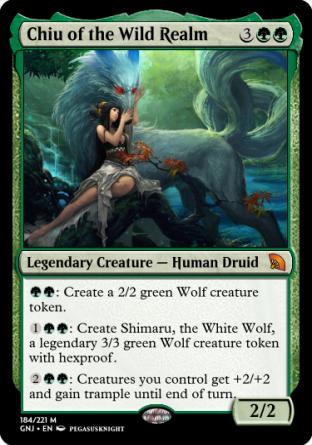 Chiu of the Wild Realm 3
Legendary Creature — Human Druid
: Create a 2/2 green Wolf creature
token.
1 : Create Shimaru, the White Wolf,
a legendary 3/3 green Wolf creature token
with hexproof.
2 : Creatures you control get +2/+2
and gain trample until end of turn.
2/2
184/221 M
GNJ • EN PEGASUSKNIGHT